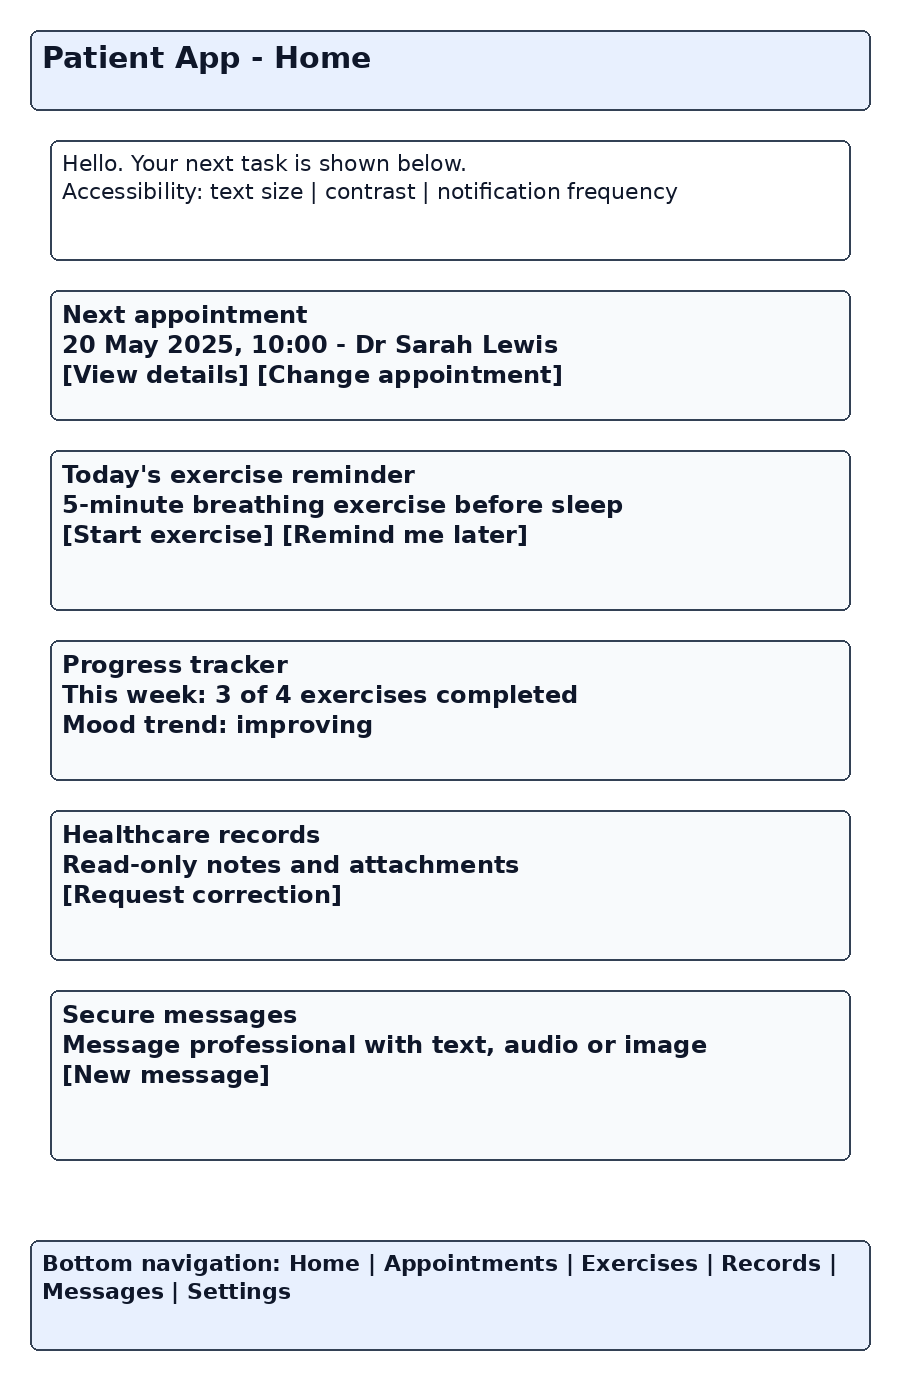 Patient App - Home
Hello. Your next task is shown below.
Accessibility: text size | contrast | notification frequency
Next appointment
20 May 2025, 10:00 - Dr Sarah Lewis
[View details] [Change appointment]
Today's exercise reminder
5-minute breathing exercise before sleep
[Start exercise] [Remind me later]
Progress tracker
This week: 3 of 4 exercises completed
Mood trend: improving
Healthcare records
Read-only notes and attachments
[Request correction]
Secure messages
Message professional with text, audio or image
[New message]
Bottom navigation: Home | Appointments | Exercises | Records |
Messages | Settings